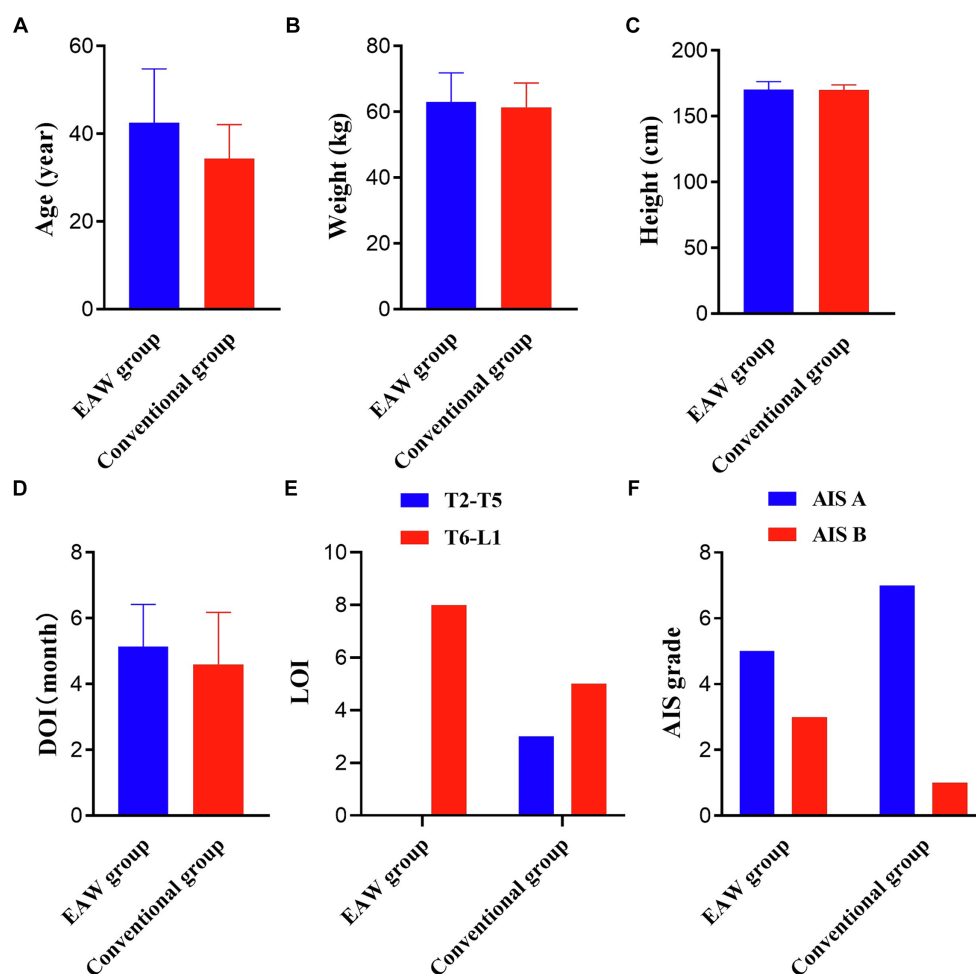 A
Age (year)
60
40
20
0
EAW group
Conventional group
B
Weight (kg)
80
60
40
20
0
EAW group
Conventional group
C
Height (cm)
200
150
100
50
0
EAW group
Conventional group
D
DOI(month)
8
6
4
2
0
EAW group
Conventional group
E
T2-T5
T6-L1
LOI
10
8
6
4
2
0
EAW group
Conventional group
F
AIS A
AIS B
AIS grade
8
6
4
2
0
EAW group
Conventional group